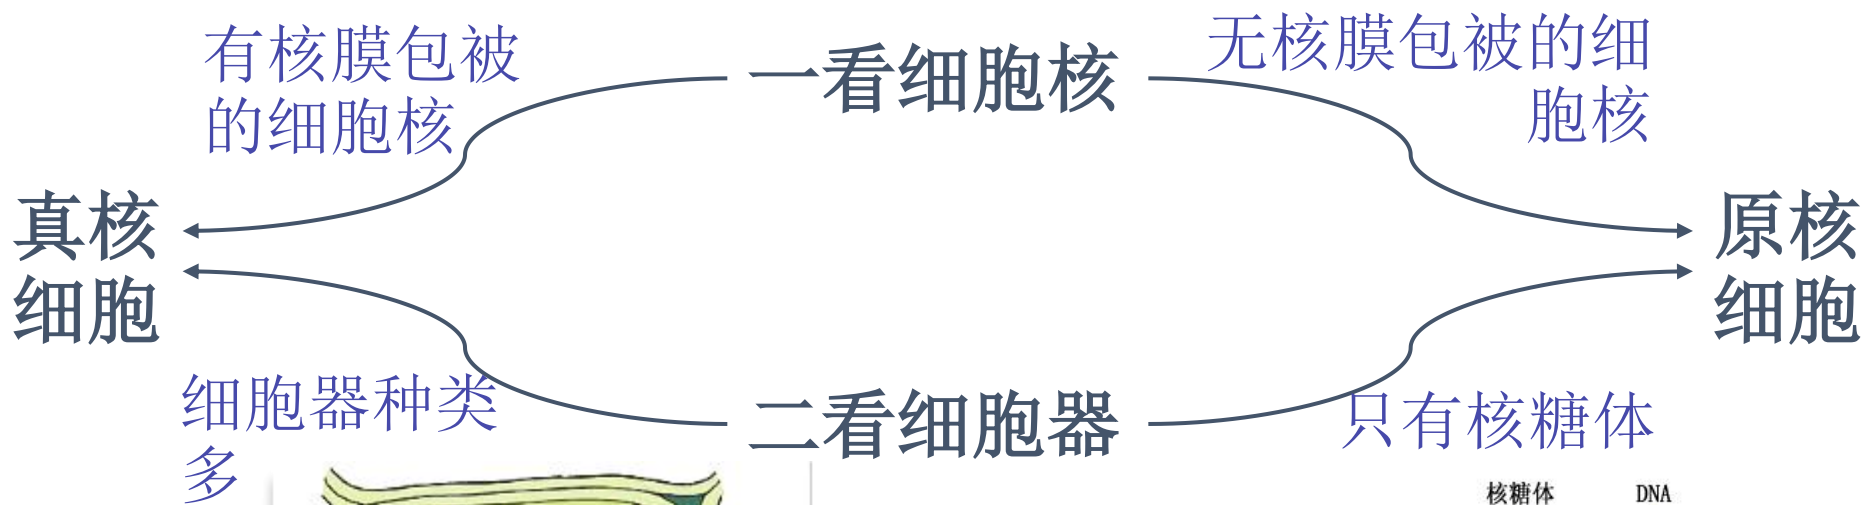 有核膜包被
的细胞核
一看细胞核
无核膜包被的细
胞核
真核
细胞
原核
细胞
细胞器种类
多
二看细胞器
只有核糖体
核糖体 DNA